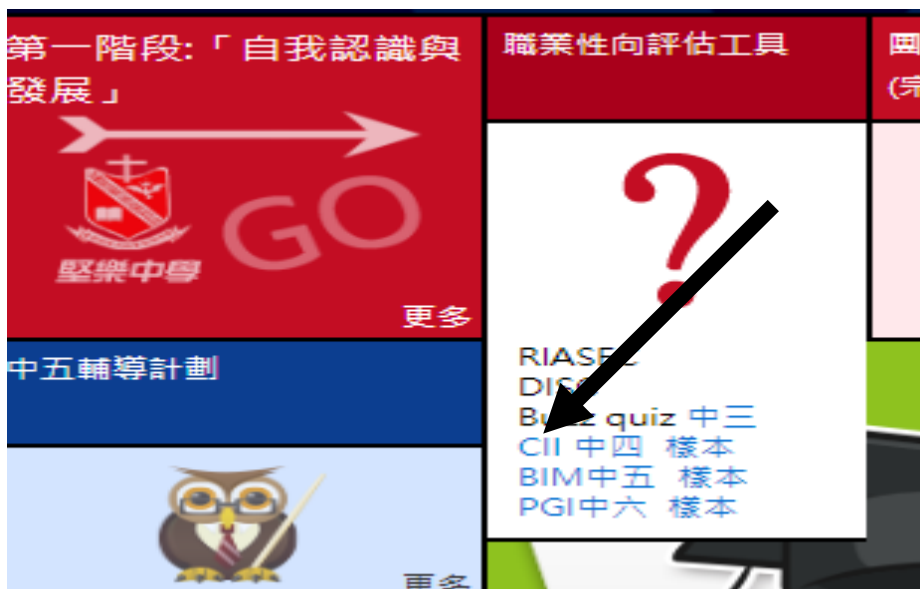 第一階段:「自我認識與
發展」
GO
堅樂中學
更多
中五輔導計劃
更多
職業性向評估工具
?
RIASEC
DISC
Buzz quiz 中三
CII 中四 樣本
BIM中五 樣本
PGI中六 樣本